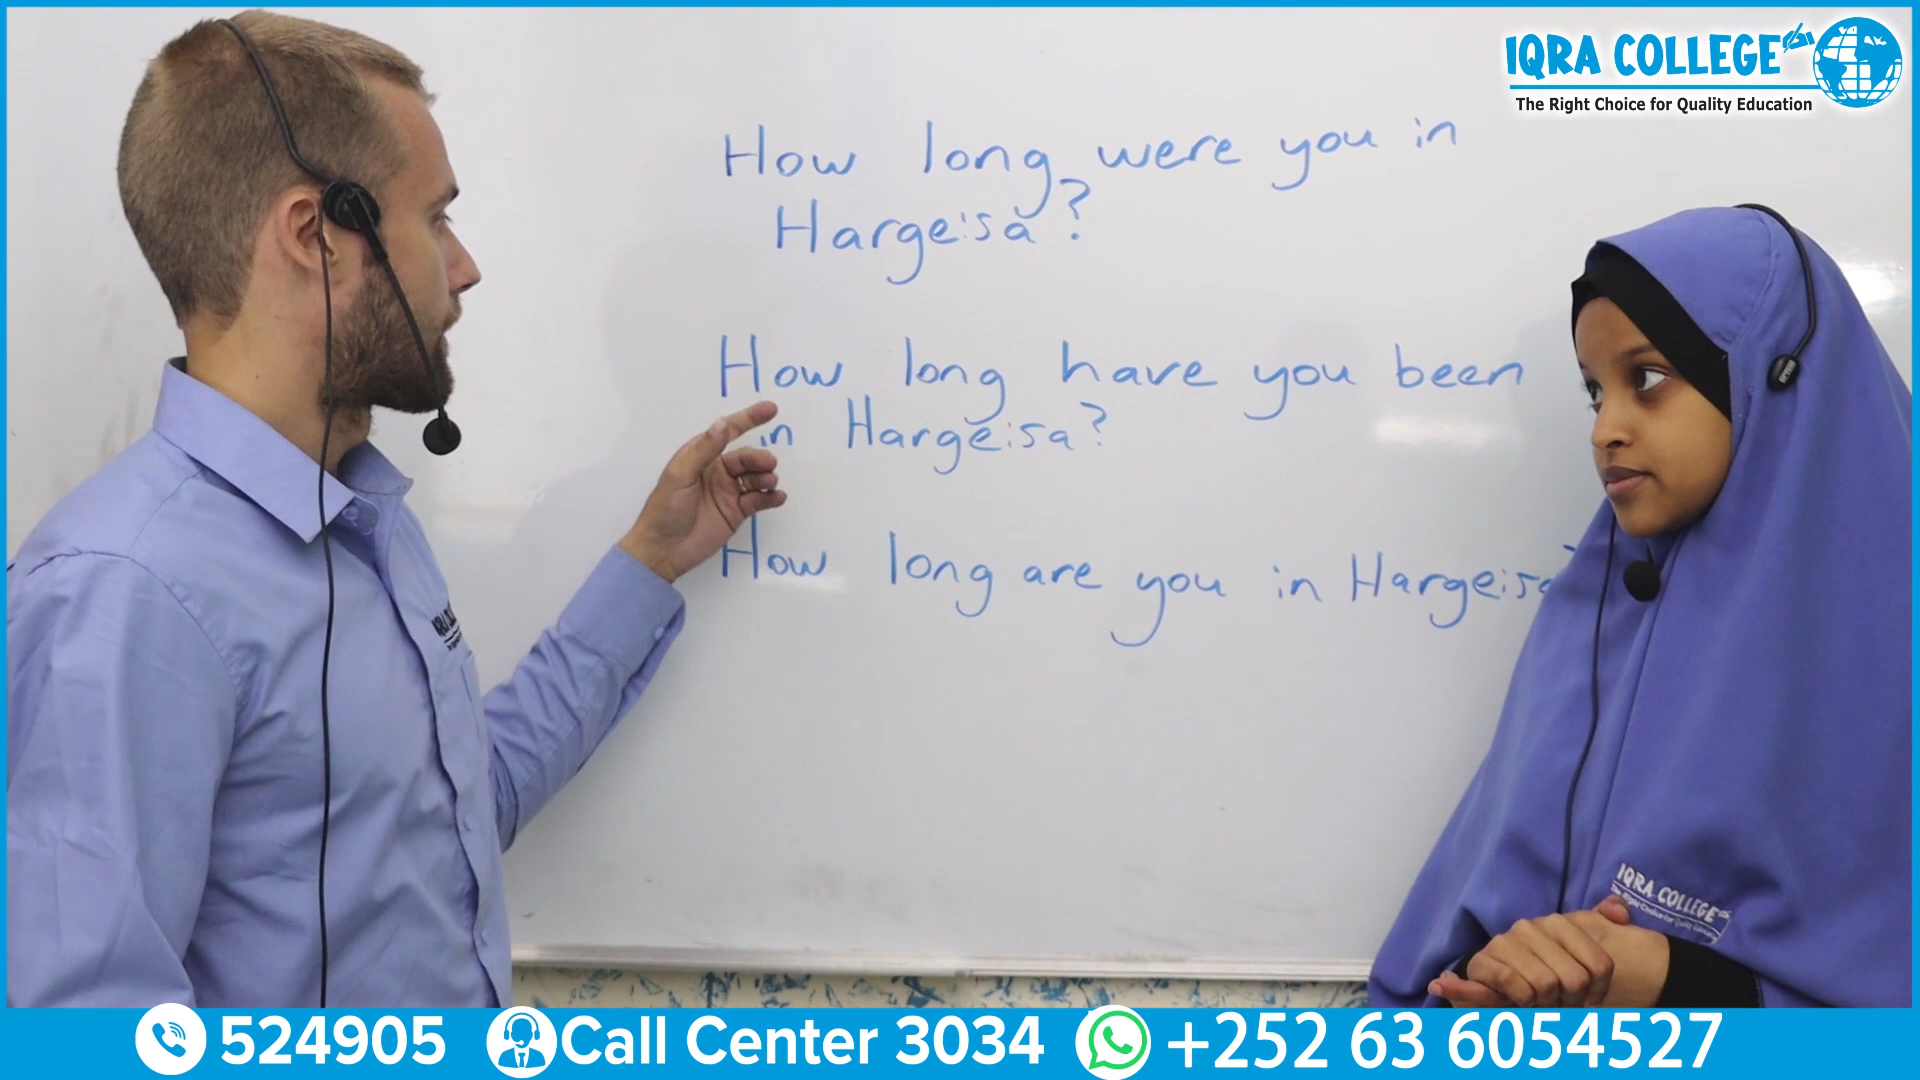 IQRA COLLEGE
The Right Choice for Quality Education
How long were you in
Hargeisa?
How long have you been
in Hargeisa?
How long are you in Hargeisa?
IQRA COLLEGE
524905
Call Center 3034
+252 63 6054527